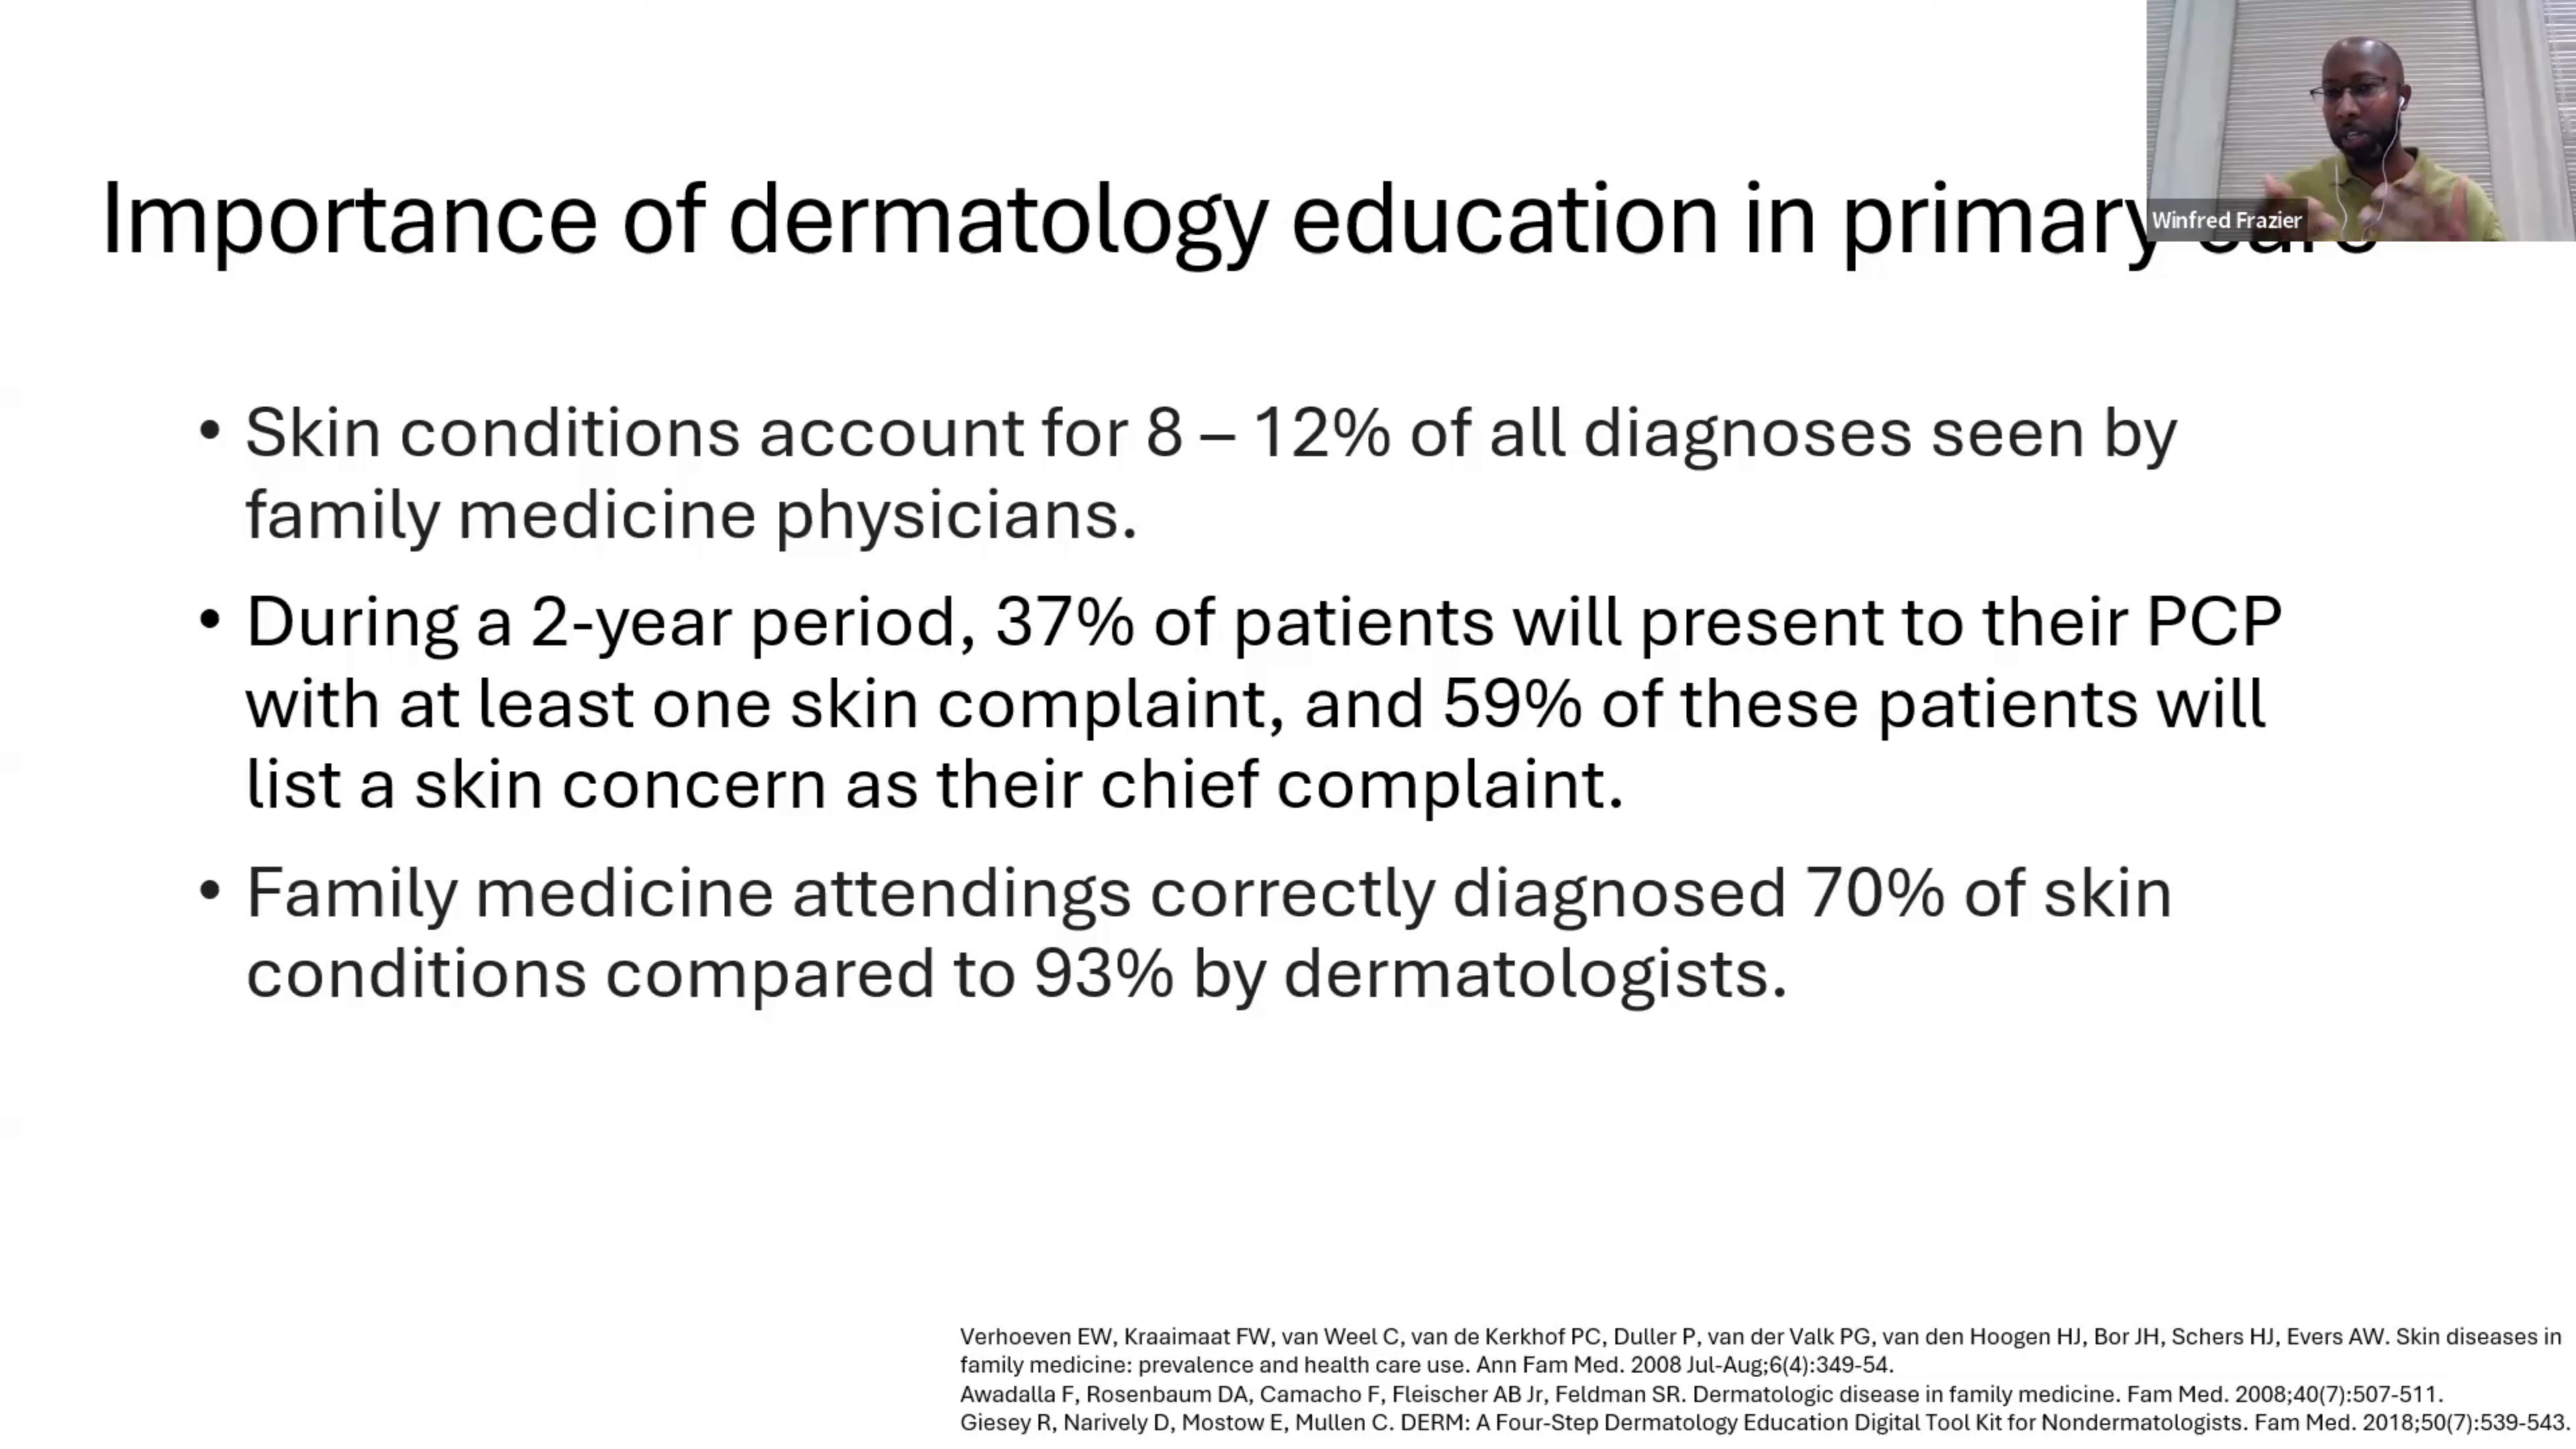 Importance of dermatology education in primary care
Winfred Frazier
• Skin conditions account for 8 – 12% of all diagnoses seen by
family medicine physicians.
• During a 2-year period, 37% of patients will present to their PCP
with at least one skin complaint, and 59% of these patients will
list a skin concern as their chief complaint.
• Family medicine attendings correctly diagnosed 70% of skin
conditions compared to 93% by dermatologists.
Verhoeven EW, Kraaimaat FW, van Weel C, van de Kerkhof PC, Duller P, van der Valk PG, van den Hoogen HJ, Bor JH, Schers HJ, Evers AW. Skin diseases in
family medicine: prevalence and health care use. Ann Fam Med. 2008 Jul-Aug;6(4):349-54.
Awadalla F, Rosenbaum DA, Camacho F, Fleischer AB Jr, Feldman SR. Dermatologic disease in family medicine. Fam Med. 2008;40(7):507-511.
Giesey R, Narively D, Mostow E, Mullen C. DERM: A Four-Step Dermatology Education Digital Tool Kit for Nondermatologists. Fam Med. 2018;50(7):539-543.